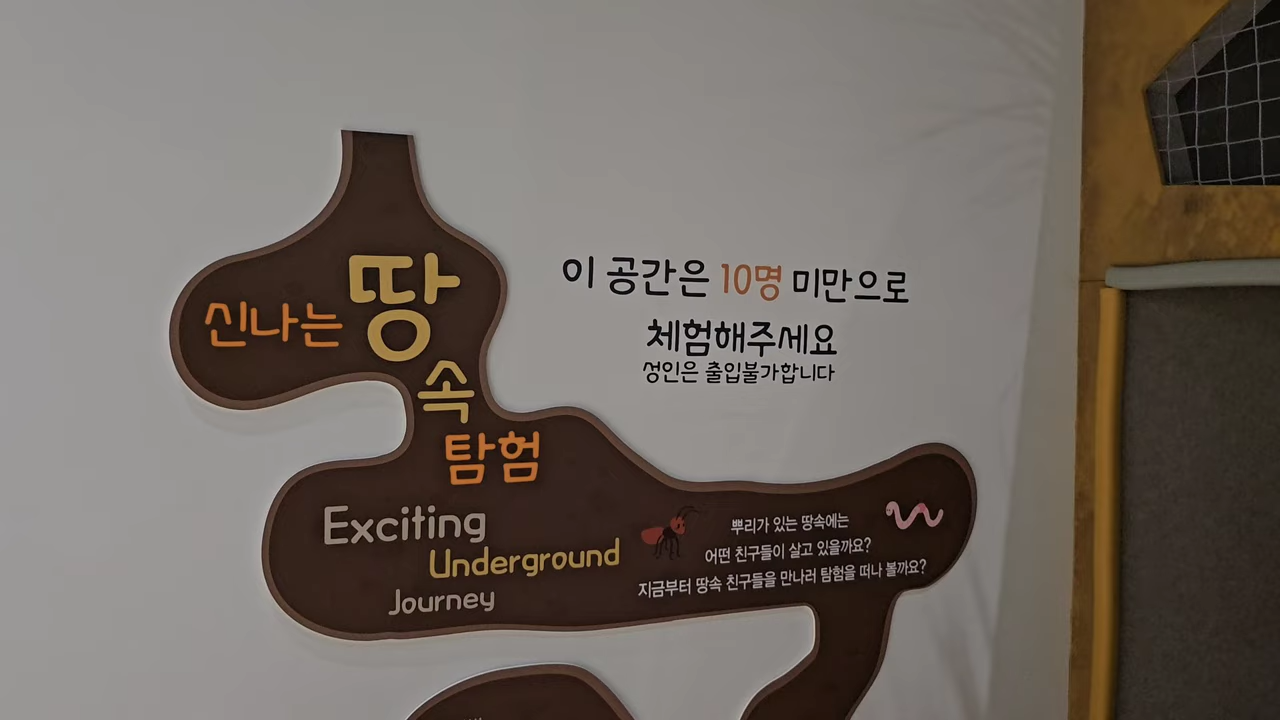 신나는 땅
속
탐험
Exciting
Underground
Journey
이 공간은 10명 미만으로
체험해주세요
성인은 출입불가합니다
뿌리가 있는 땅속에는
어떤 친구들이 살고 있을까요?
지금부터 땅속 친구들을 만나러 탐험을 떠나 볼까요?